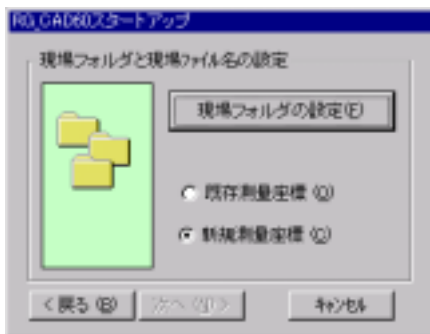 RG_CAD60スタートアップ
現場フォルダと現場ファイル名の設定
現場フォルダの設定(F)
既存測量座標 (O)
新規測量座標 (C)
< 戻る (B)
次へ (N) >
キャンセル